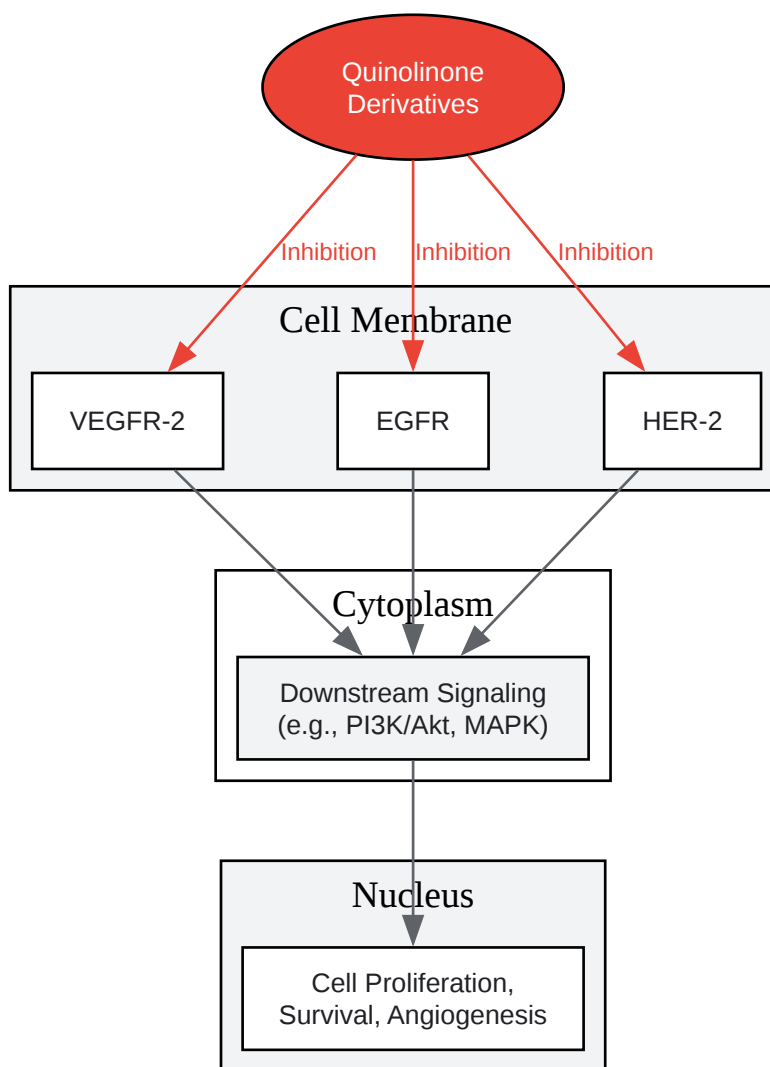 Quinolinone
Derivatives
Inhibition
Inhibition
Inhibition
Cell Membrane
VEGFR-2
EGFR
HER-2
Cytoplasm
Downstream Signaling
(e.g., PI3K/Akt, MAPK)
Nucleus
Cell Proliferation,
Survival, Angiogenesis